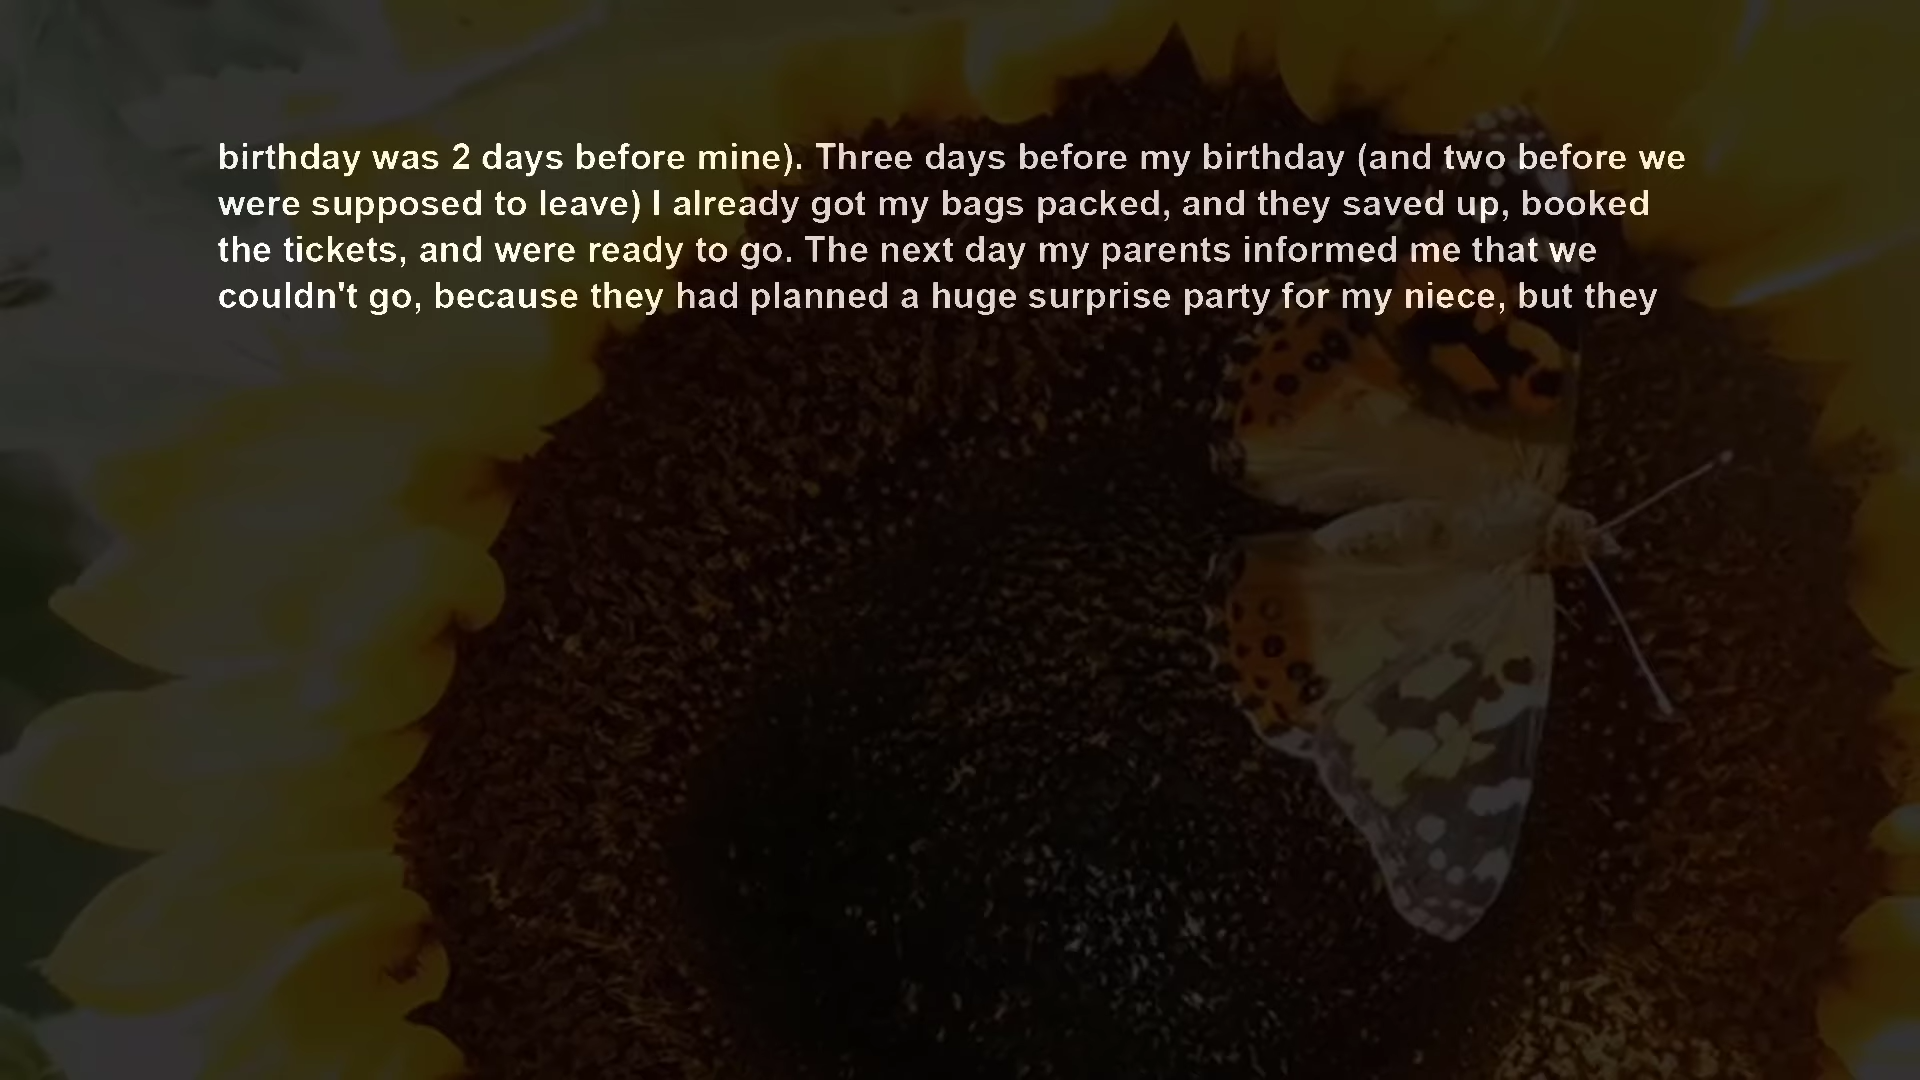 birthday was 2 days before mine). Three days before my birthday (and two before we
were supposed to leave) I already got my bags packed, and they saved up, booked
the tickets, and were ready to go. The next day my parents informed me that we
couldn't go, because they had planned a huge surprise party for my niece, but they